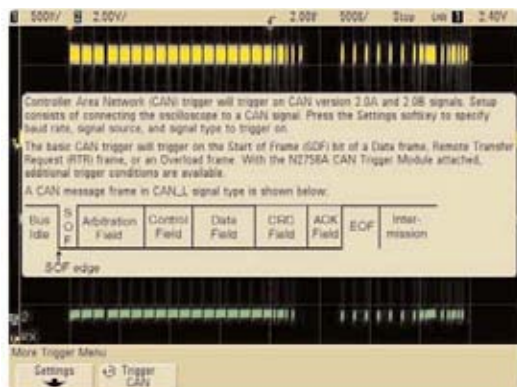 1 500V/ 2 2.00V/ 2.00V 500V/ Stop 2.40V
Controller Area Network (CAN) trigger will trigger on CAN version 2.0A and 2.0B signals. Setup
consists of connecting the oscilloscope to a CAN signal. Press the Settings softkey to specify
baud rate, signal source, and signal type to trigger on.
The basic CAN trigger will trigger on the Start of Frame (SOF) bit of a Data frame, Remote Transfer
Request (RTR) frame, or an Overload frame. With the N2758A CAN Trigger Module attached,
additional trigger conditions are available.
A CAN message frame in CAN_L signal type is shown below:
Bus Idle
SOF
Arbitration Field
Control Field
Data Field
CRC Field
ACK Field
EOF
Inter-mission
SOF edge
More Trigger Menu
Settings
Trigger
CAN